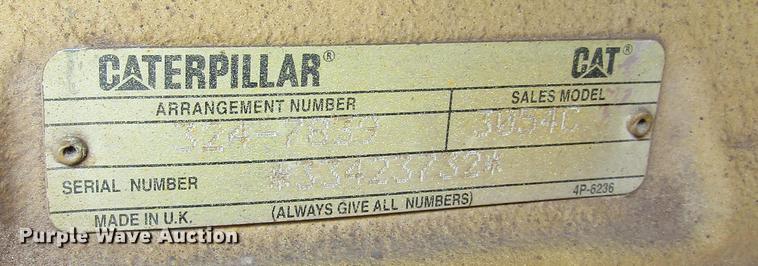 CATERPILLAR® CAT®
ARRANGEMENT NUMBER SALES MODEL
324-7839 3054C
SERIAL NUMBER *33423732*
MADE IN U.K. (ALWAYS GIVE ALL NUMBERS) 4P-6236
Purple Wave Auction